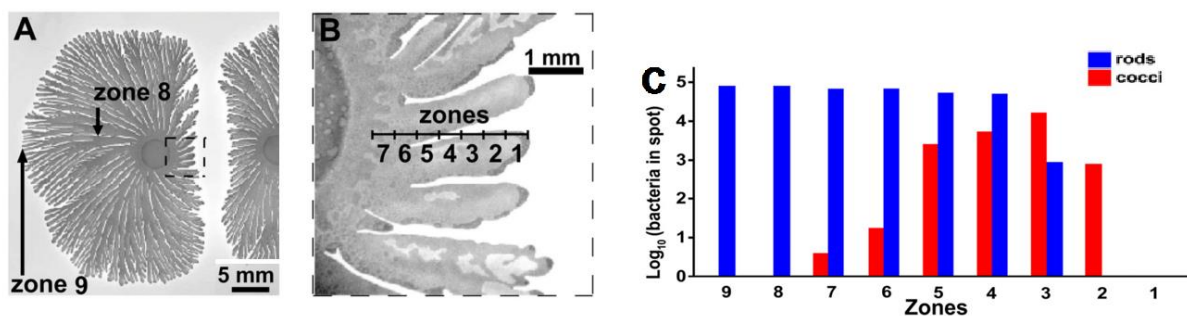 A
zone 8
zone 9
5 mm
B
1 mm
zones
7 6 5 4 3 2 1
C
rods
cocci
Log10(bacteria in spot)
5
4
3
2
1
0
9 8 7 6 5 4 3 2 1
Zones